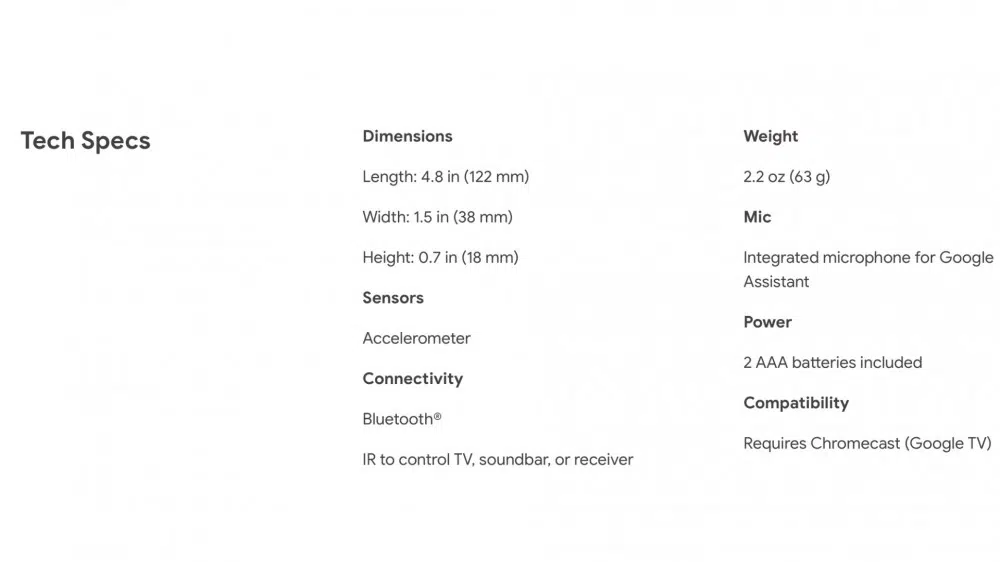 Tech Specs
Dimensions
Length: 4.8 in (122 mm)
Width: 1.5 in (38 mm)
Height: 0.7 in (18 mm)
Sensors
Accelerometer
Connectivity
Bluetooth®
IR to control TV, soundbar, or receiver
Weight
2.2 oz (63 g)
Mic
Integrated microphone for Google
Assistant
Power
2 AAA batteries included
Compatibility
Requires Chromecast (Google TV)